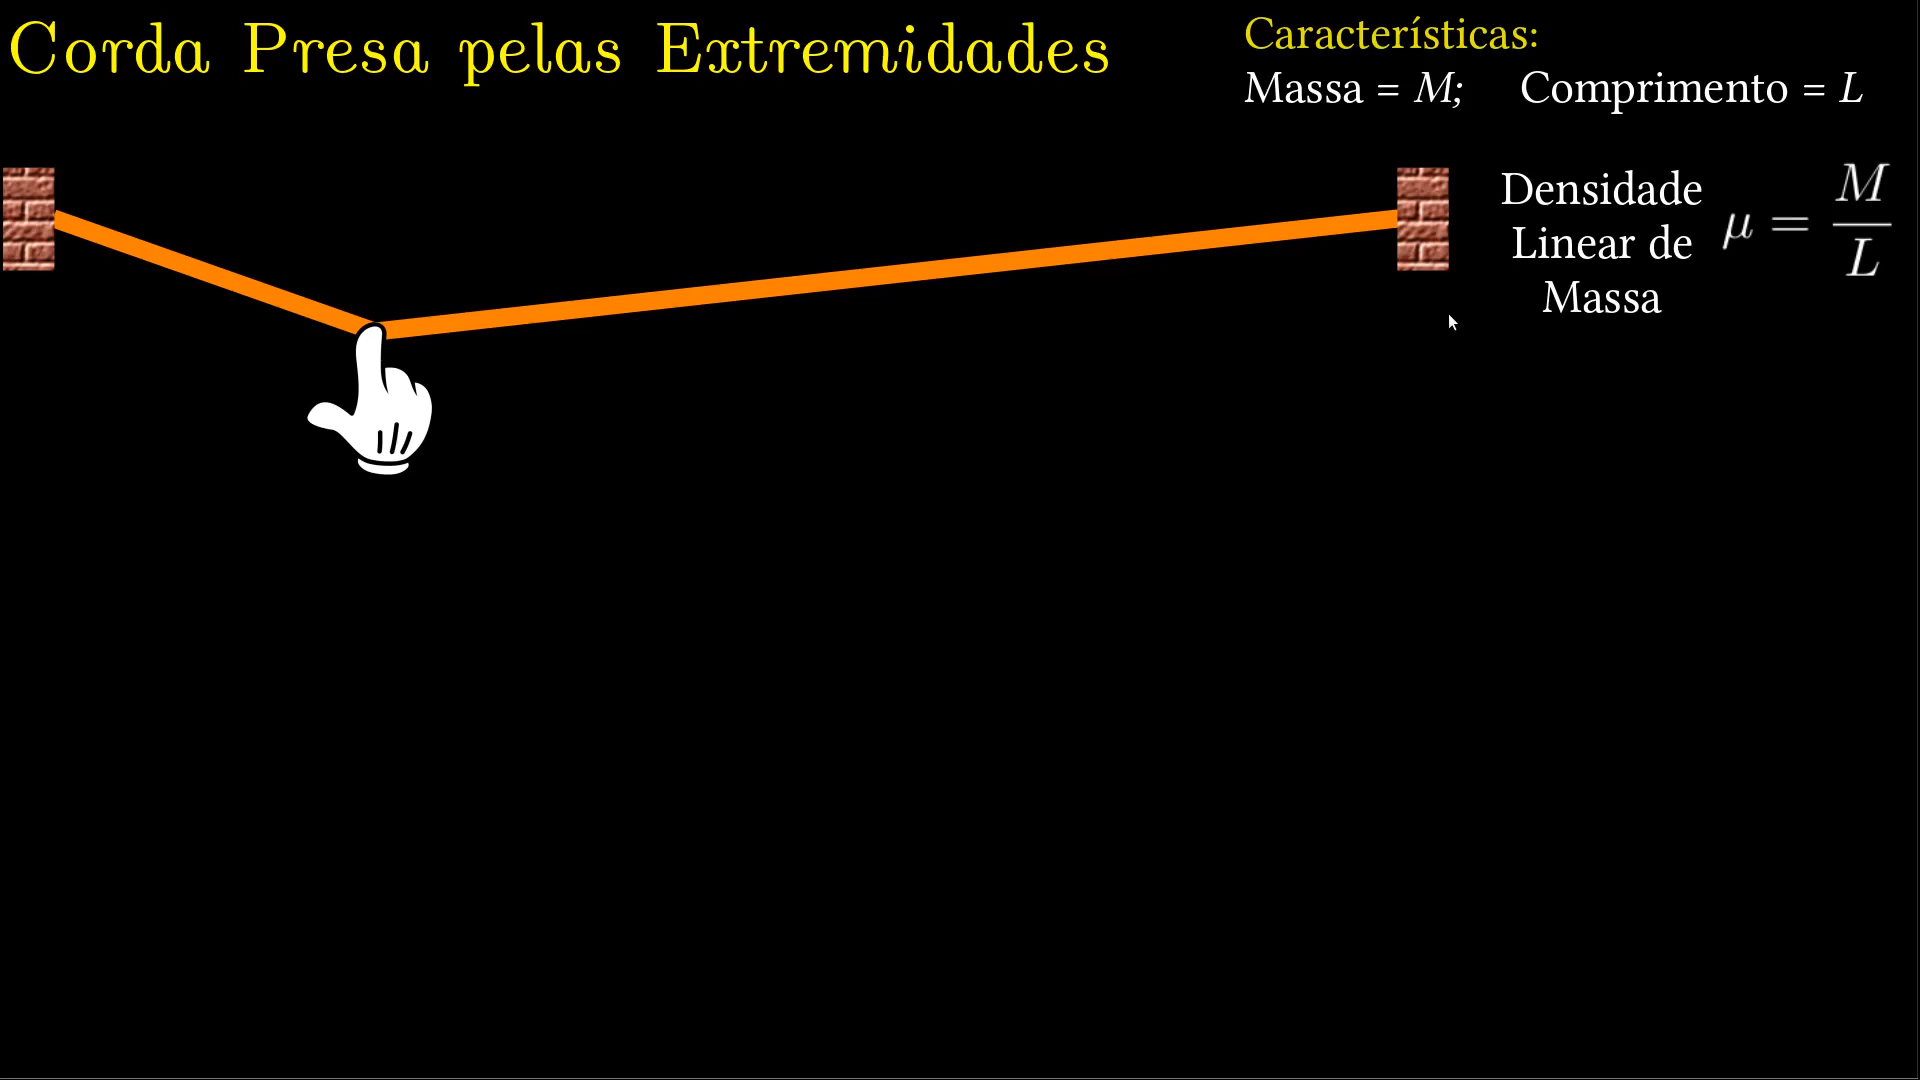 Corda Presa pelas Extremidades
Características:
Massa = M; Comprimento = L
Densidade
Linear de
Massa
μ = M/L